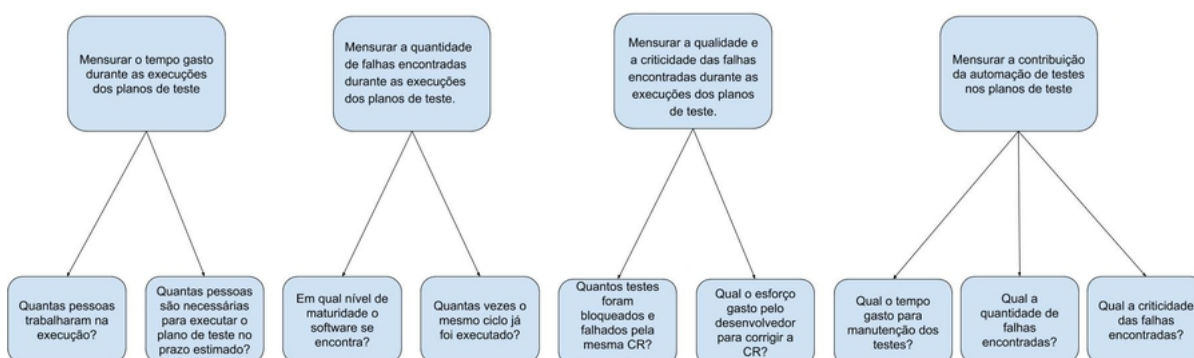 Mensurar o tempo gasto
durante as execuções
dos planos de teste
Mensurar a quantidade
de falhas encontradas
durante as execuções
dos planos de teste.
Mensurar a qualidade e
a criticidade das falhas
encontradas durante as
execuções dos planos
de teste.
Mensurar a contribuição
da automação de testes
nos planos de teste
Quantas pessoas
trabalharam na
execução?
Quantas pessoas
são necessárias
para executar o
plano de teste no
prazo estimado?
Em qual nível de
maturidade o
software se
encontra?
Quantas vezes o
mesmo ciclo já
foi executado?
Quantos testes
foram
bloqueados e
falhados pela
mesma CR?
Qual o esforço
gasto pelo
desenvolvedor
para corrigir a
CR?
Qual o tempo
gasto para
manutenção dos
testes?
Qual a
quantidade de
falhas
encontradas?
Qual a criticidade
das falhas
encontradas?